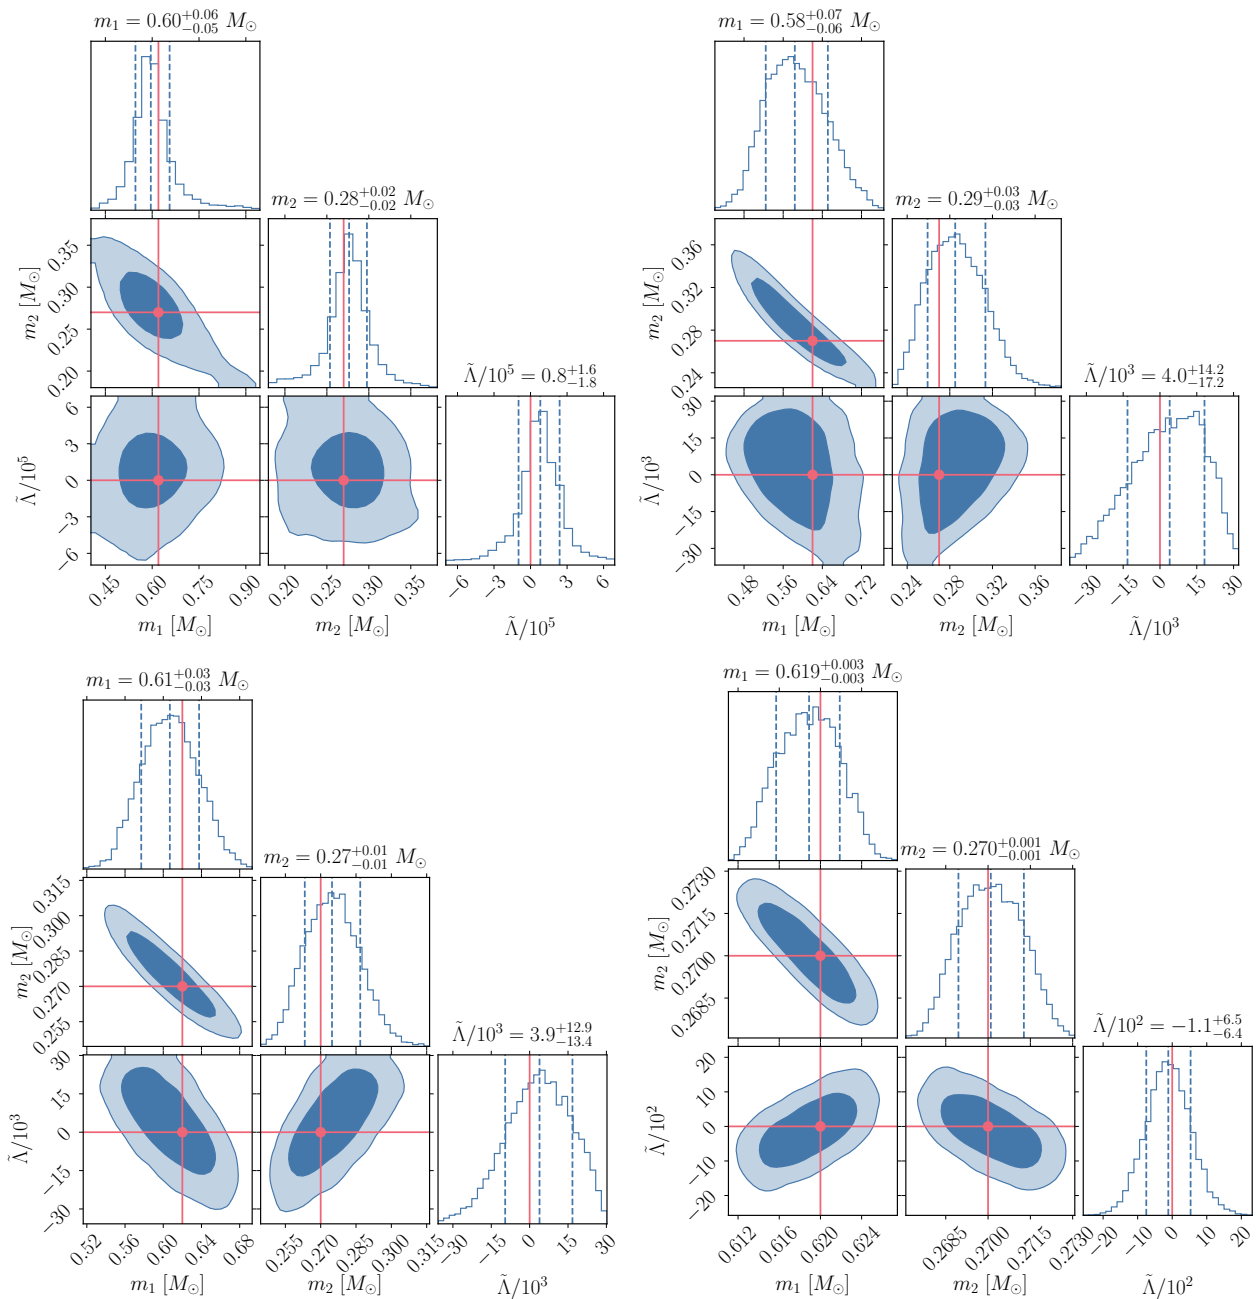 m₁ = 0.60⁺⁰·⁰⁶₋₀.₀₅ M☉
m₂ = 0.28⁺⁰·⁰²₋₀.₀₂ M☉
Λ̃/10⁵ = 0.8⁺¹·⁶₋₁.₈
m₂ [M☉]
0.35
0.30
0.25
0.20
Λ̃/10⁵
6
3
0
−3
−6
0.45
0.60
0.75
0.90
m₁ [M☉]
0.20
0.25
0.30
0.35
m₂ [M☉]
−6
−3
0
3
6
Λ̃/10⁵
m₁ = 0.58⁺⁰·⁰⁷₋₀.₀₆ M☉
m₂ = 0.29⁺⁰·⁰³₋₀.₀₃ M☉
Λ̃/10³ = 4.0⁺¹⁴·²₋₁₇.₂
m₂ [M☉]
0.36
0.32
0.28
0.24
Λ̃/10³
30
15
0
−15
−30
0.48
0.56
0.64
0.72
m₁ [M☉]
0.24
0.28
0.32
0.36
m₂ [M☉]
−30
−15
0
15
30
Λ̃/10³
m₁ = 0.61⁺⁰·⁰³₋₀.₀₃ M☉
m₂ = 0.27⁺⁰·⁰¹₋₀.₀₁ M☉
Λ̃/10³ = 3.9⁺¹²·⁹₋₁₃.₄
m₂ [M☉]
0.315
0.300
0.285
0.270
0.255
Λ̃/10³
30
15
0
−15
−30
0.52
0.56
0.60
0.64
0.68
m₁ [M☉]
0.255
0.270
0.285
0.300
0.315
m₂ [M☉]
−30
−15
0
15
30
Λ̃/10³
m₁ = 0.619⁺⁰·⁰⁰³₋₀.₀₀₃ M☉
m₂ = 0.270⁺⁰·⁰⁰¹₋₀.₀₀₁ M☉
Λ̃/10² = −1.1⁺⁶·⁵₋₆.₄
m₂ [M☉]
0.2730
0.2715
0.2700
0.2685
Λ̃/10²
20
10
0
−10
−20
0.612
0.616
0.620
0.624
m₁ [M☉]
0.2685
0.2700
0.2715
0.2730
m₂ [M☉]
−20
−10
0
10
20
Λ̃/10²